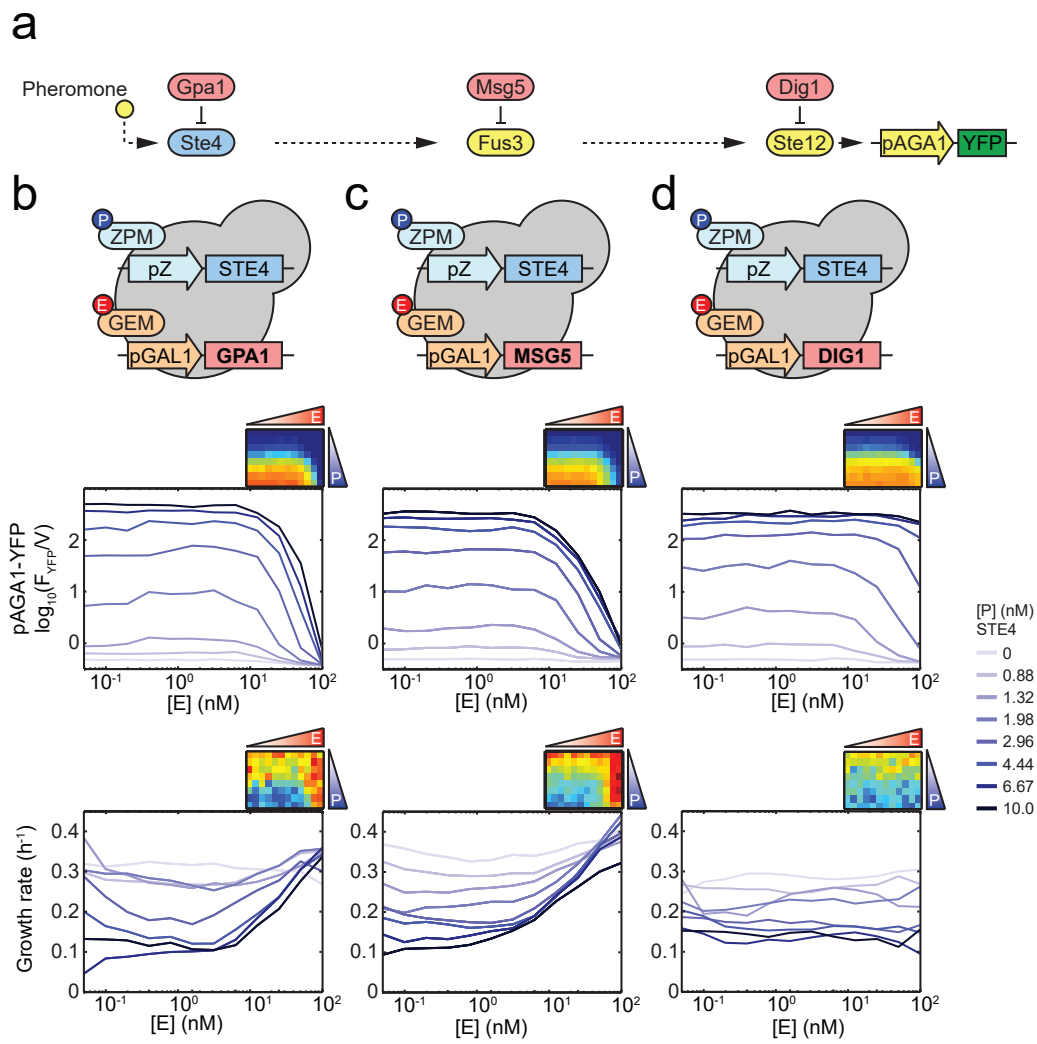 a
Pheromone
Gpa1
Msg5
Dig1
Ste4
Fus3
Ste12
pAGA1
YFP
b
c
d
P
ZPM
pZ
STE4
E
GEM
pGAL1
GPA1
P
ZPM
pZ
STE4
E
GEM
pGAL1
MSG5
P
ZPM
pZ
STE4
E
GEM
pGAL1
DIG1
E
P
E
P
E
P
pAGA1-YFP
log10(FYFP/V)
2
1
0
10-1
100
101
102
[E] (nM)
2
1
0
10-1
100
101
102
[E] (nM)
2
1
0
10-1
100
101
102
[E] (nM)
[P] (nM)
STE4
0
0.88
1.32
1.98
2.96
4.44
6.67
10.0
E
P
E
P
E
P
Growth rate (h-1)
0.4
0.3
0.2
0.1
0
10-1
100
101
102
[E] (nM)
0.4
0.3
0.2
0.1
0
10-1
100
101
102
[E] (nM)
0.4
0.3
0.2
0.1
0
10-1
100
101
102
[E] (nM)